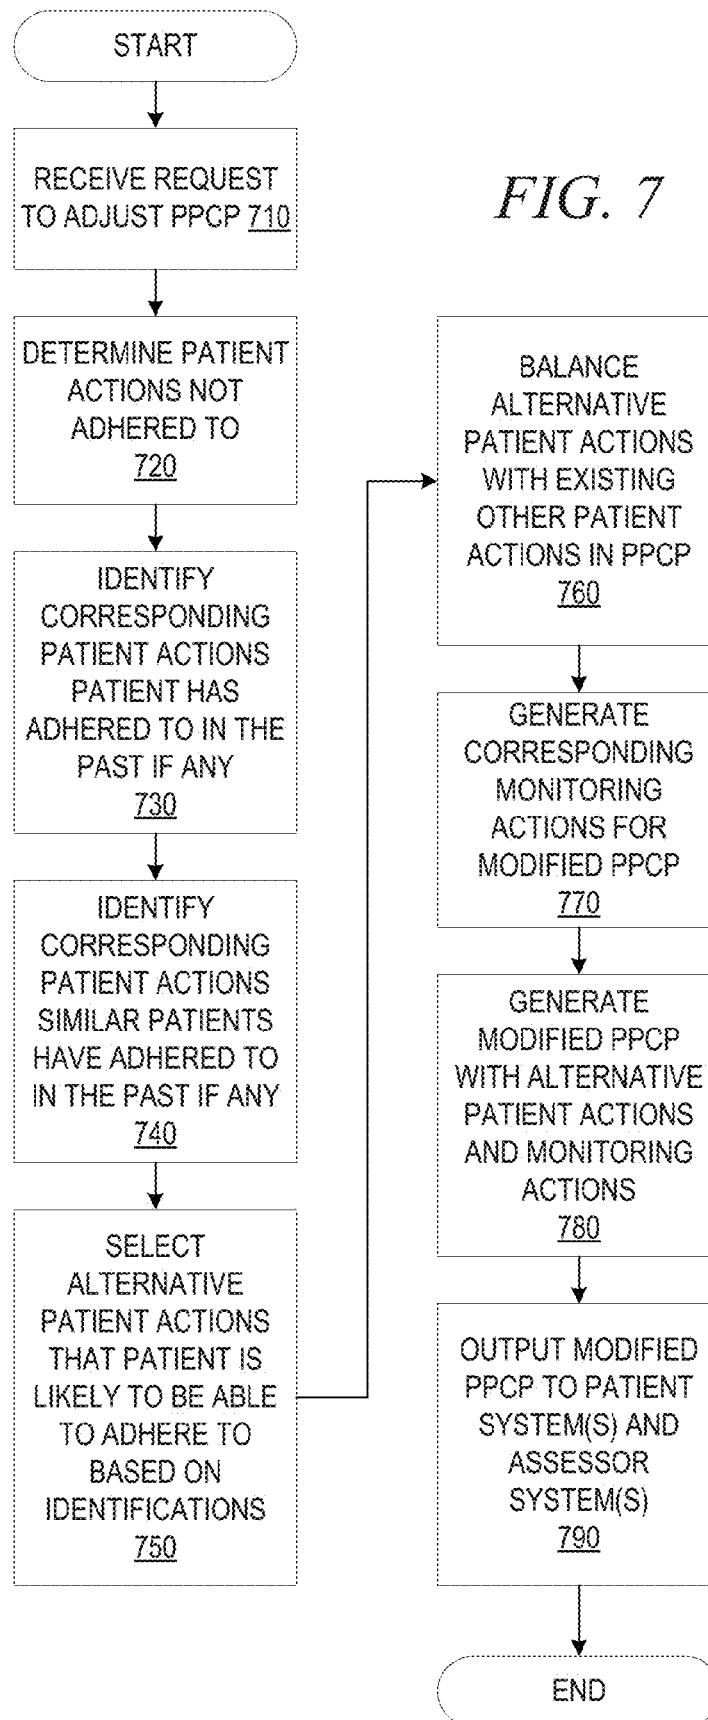 START
RECEIVE REQUEST
TO ADJUST PPCP 710
DETERMINE PATIENT
ACTIONS NOT
ADHERED TO
720
IDENTIFY
CORRESPONDING
PATIENT ACTIONS
PATIENT HAS
ADHERED TO IN THE
PAST IF ANY
730
IDENTIFY
CORRESPONDING
PATIENT ACTIONS
SIMILAR PATIENTS
HAVE ADHERED TO
IN THE PAST IF ANY
740
SELECT
ALTERNATIVE
PATIENT ACTIONS
THAT PATIENT IS
LIKELY TO BE ABLE
TO ADHERE TO
BASED ON
IDENTIFICATIONS
750
FIG. 7
BALANCE
ALTERNATIVE
PATIENT ACTIONS
WITH EXISTING
OTHER PATIENT
ACTIONS IN PPCP
760
GENERATE
CORRESPONDING
MONITORING
ACTIONS FOR
MODIFIED PPCP
770
GENERATE
MODIFIED PPCP
WITH ALTERNATIVE
PATIENT ACTIONS
AND MONITORING
ACTIONS
780
OUTPUT MODIFIED
PPCP TO PATIENT
SYSTEM(S) AND
ASSESSOR
SYSTEM(S)
790
END